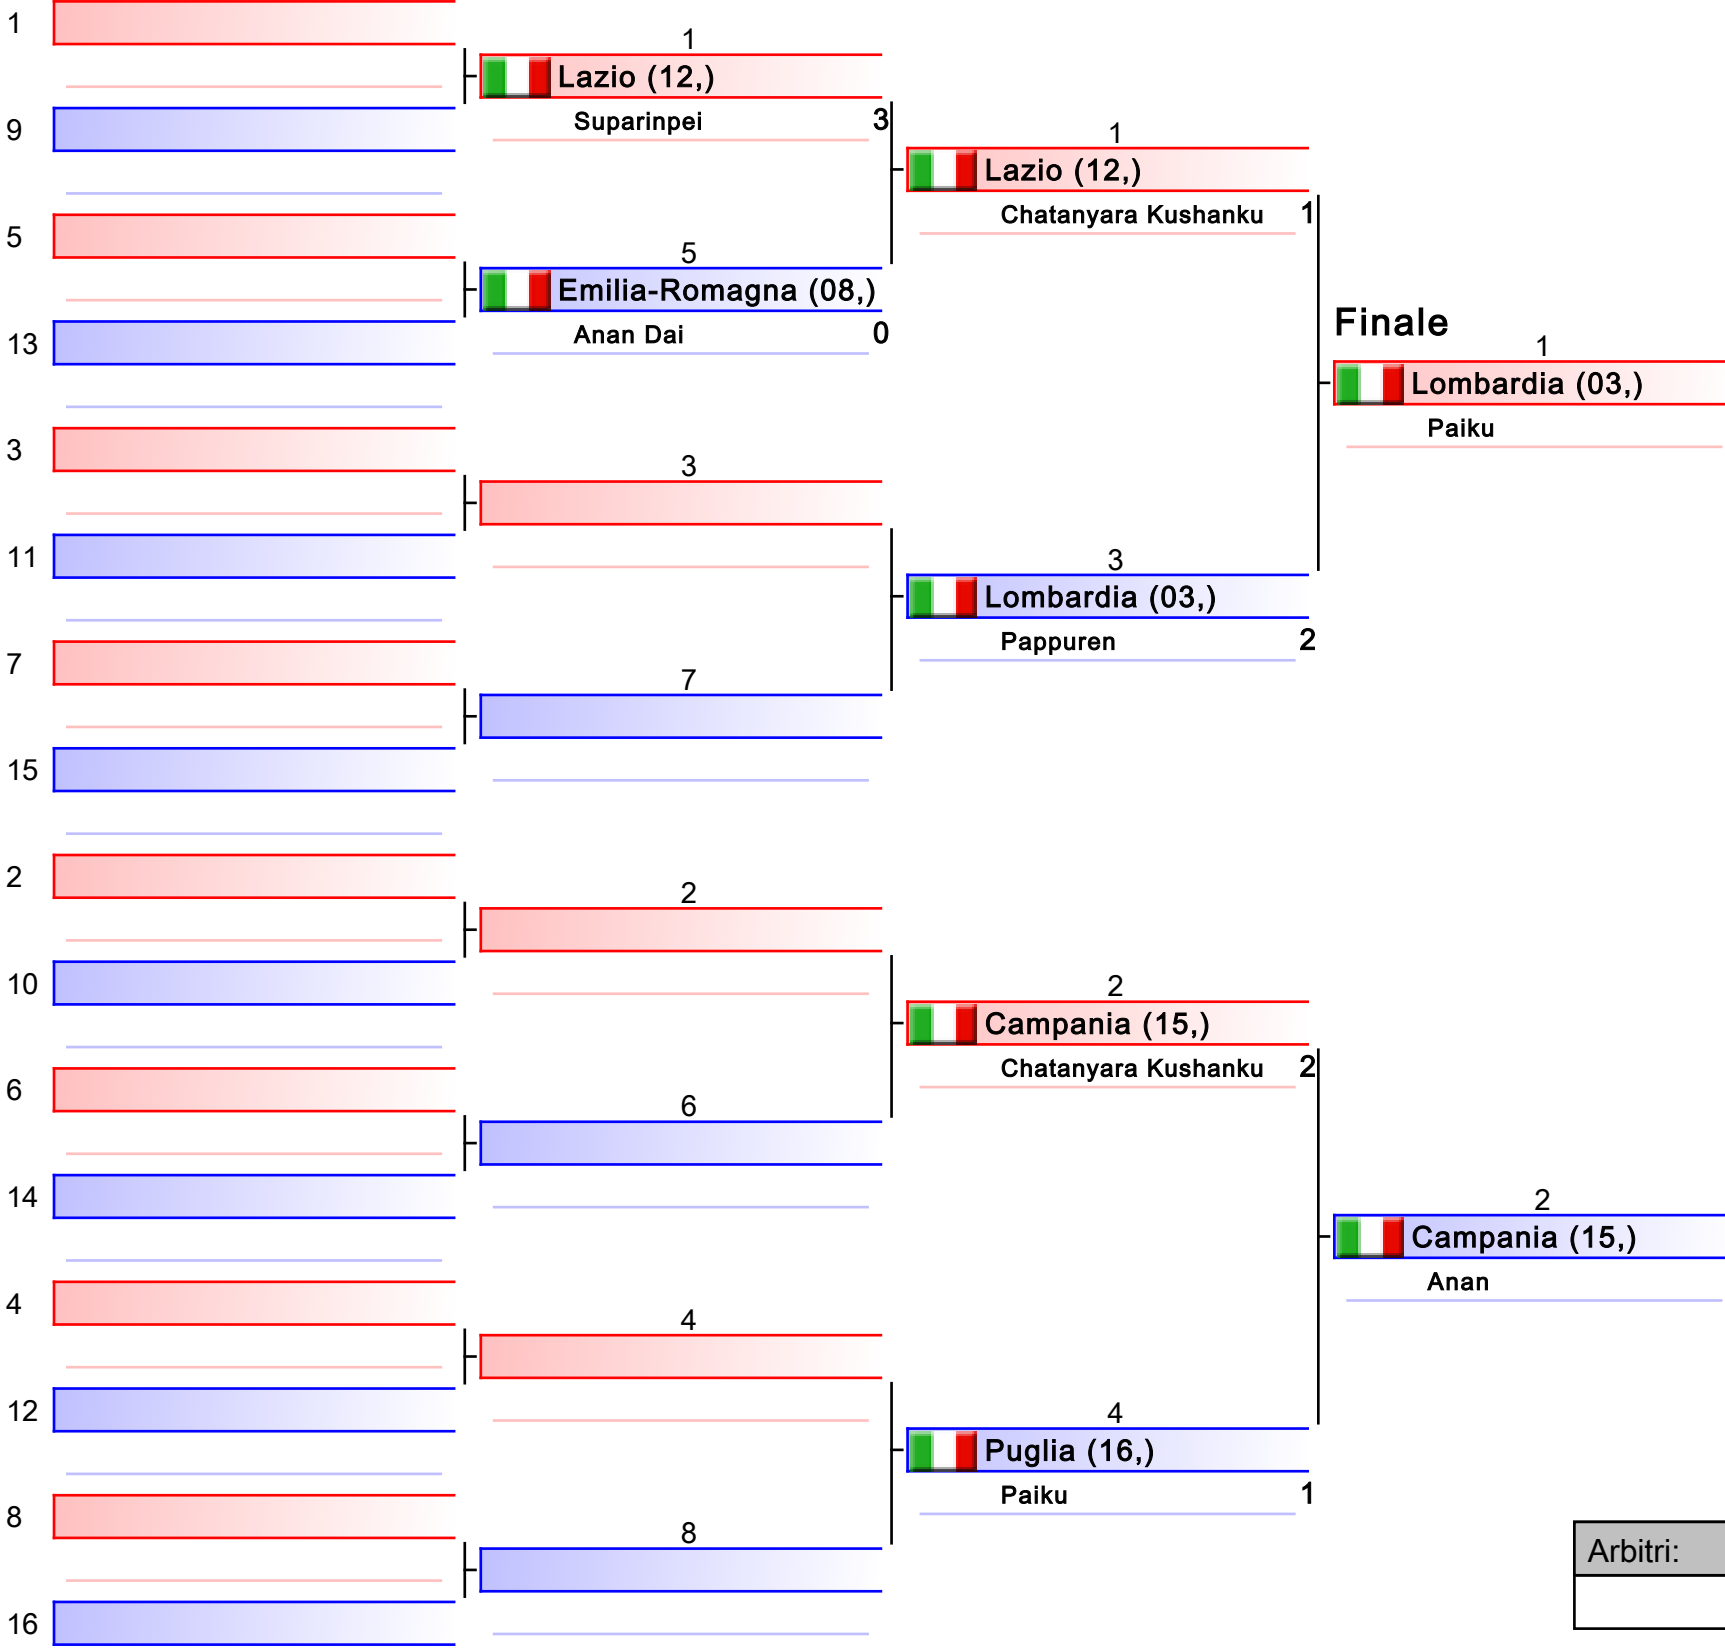 1
9
5
13
3
11
7
15
2
10
6
14
4
12
8
16
1
Lazio (12,)
Suparinpei 3
5
Emilia-Romagna (08,)
Anan Dai 0
3
7
2
6
4
8
1
Lazio (12,)
Chatanyara Kushanku 1
3
Lombardia (03,)
Pappuren 2
2
Campania (15,)
Chatanyara Kushanku 2
4
Puglia (16,)
Paiku 1
Finale
1
Lombardia (03,)
Paiku
2
Campania (15,)
Anan
Arbitri: